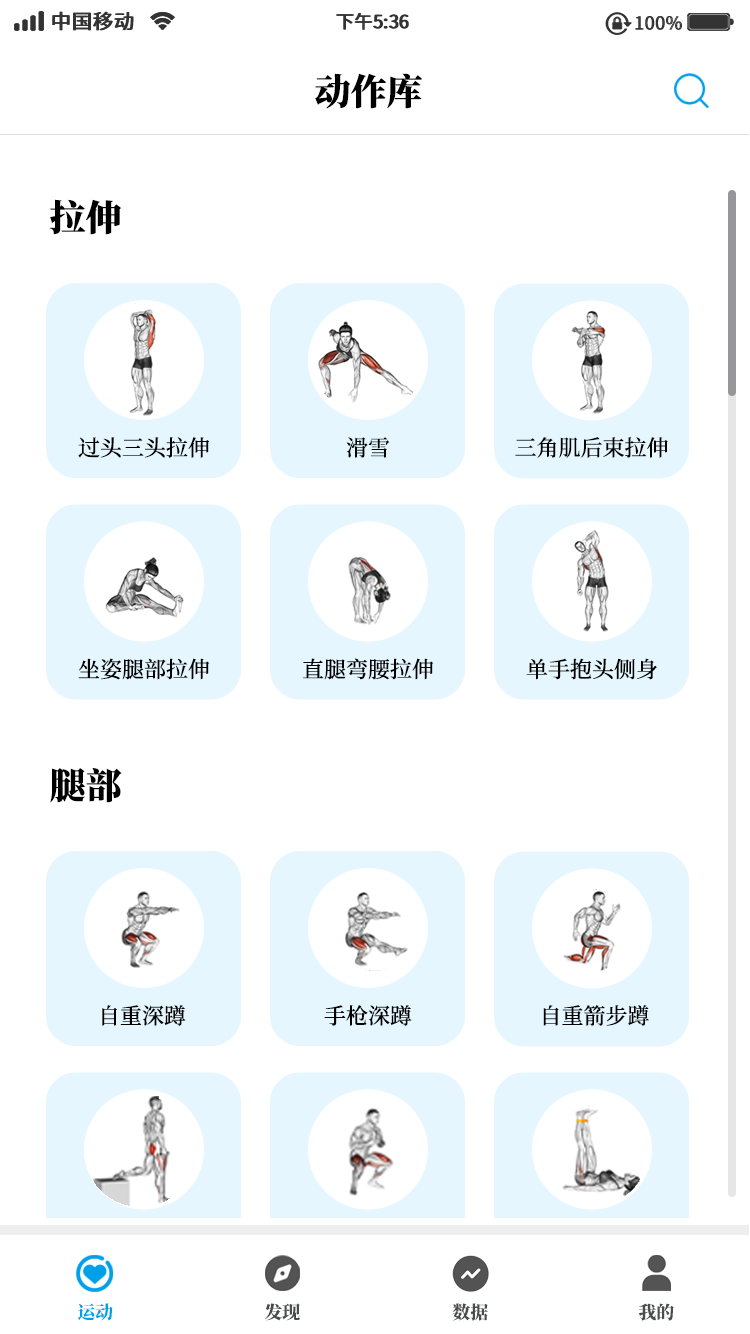 中国移动 下午5:36 100%
动作库
拉伸
过头三头拉伸 滑雪 三角肌后束拉伸
坐姿腿部拉伸 直腿弯腰拉伸 单手抱头侧身
腿部
自重深蹲 手枪深蹲 自重箭步蹲
运动 发现 数据 我的